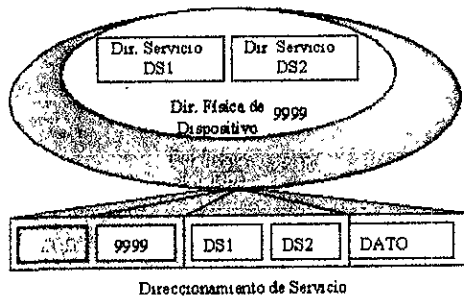 Dir. Servicio DS1
Dir Servicio DS2
Dir. Física de Dispositivo 9999
9999 DS1 DS2 DATO
Direccionamiento de Servicio